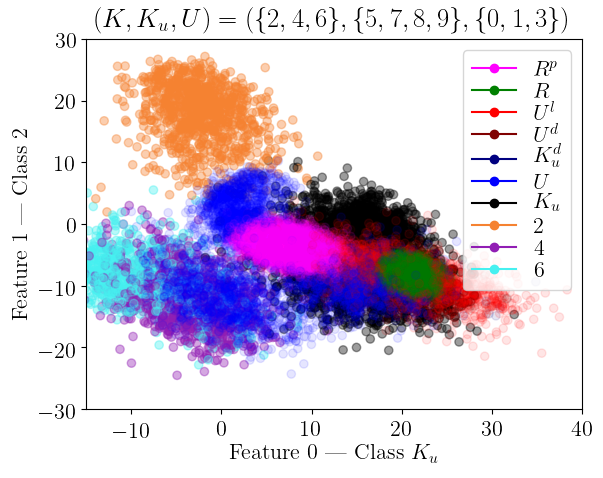 (K, K_u, U) = ({2, 4, 6}, {5, 7, 8, 9}, {0, 1, 3})
30
20
10
0
−10
−20
−30
Feature 1 — Class 2
R^p
R
U^l
U^d
K_u^d
U
K_u
2
4
6
−10
0
10
20
30
40
Feature 0 — Class K_u